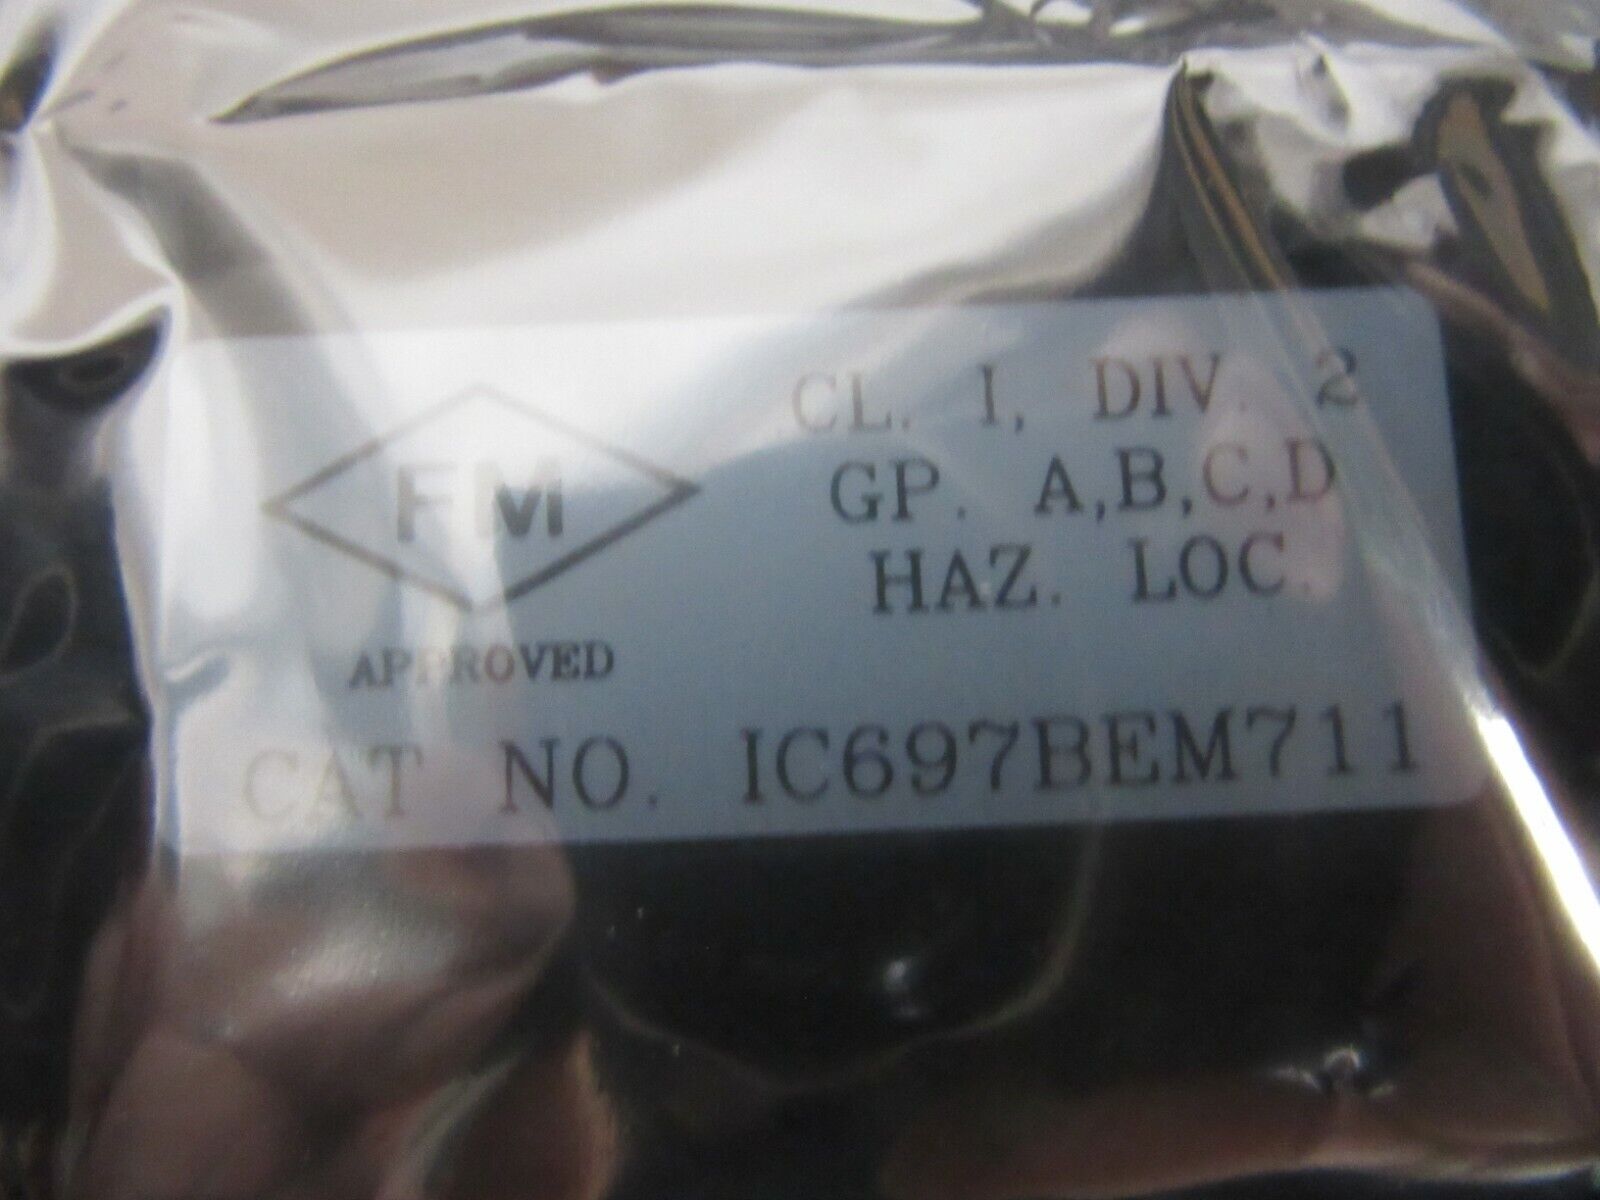 FM
APPROVED
CL. I, DIV. 2
GP. A,B,C,D
HAZ. LOC.
CAT NO. IC697BEM711